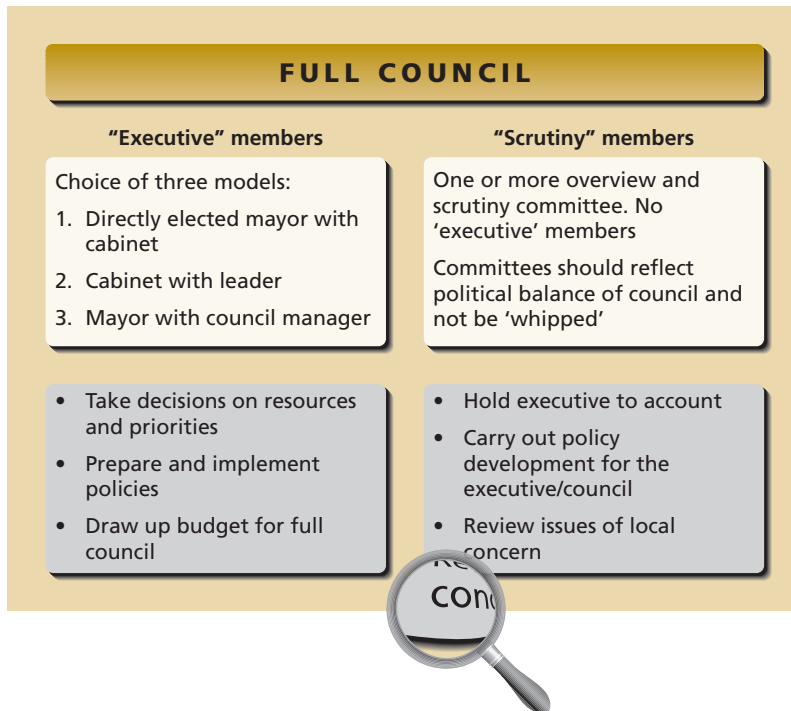 FULL COUNCIL
“Executive” members
Choice of three models:
1. Directly elected mayor with
cabinet
2. Cabinet with leader
3. Mayor with council manager
“Scrutiny” members
One or more overview and
scrutiny committee. No
‘executive’ members
Committees should reflect
political balance of council and
not be ‘whipped’
• Take decisions on resources
and priorities
• Prepare and implement
policies
• Draw up budget for full
council
• Hold executive to account
• Carry out policy
development for the
executive/council
• Review issues of local
concern